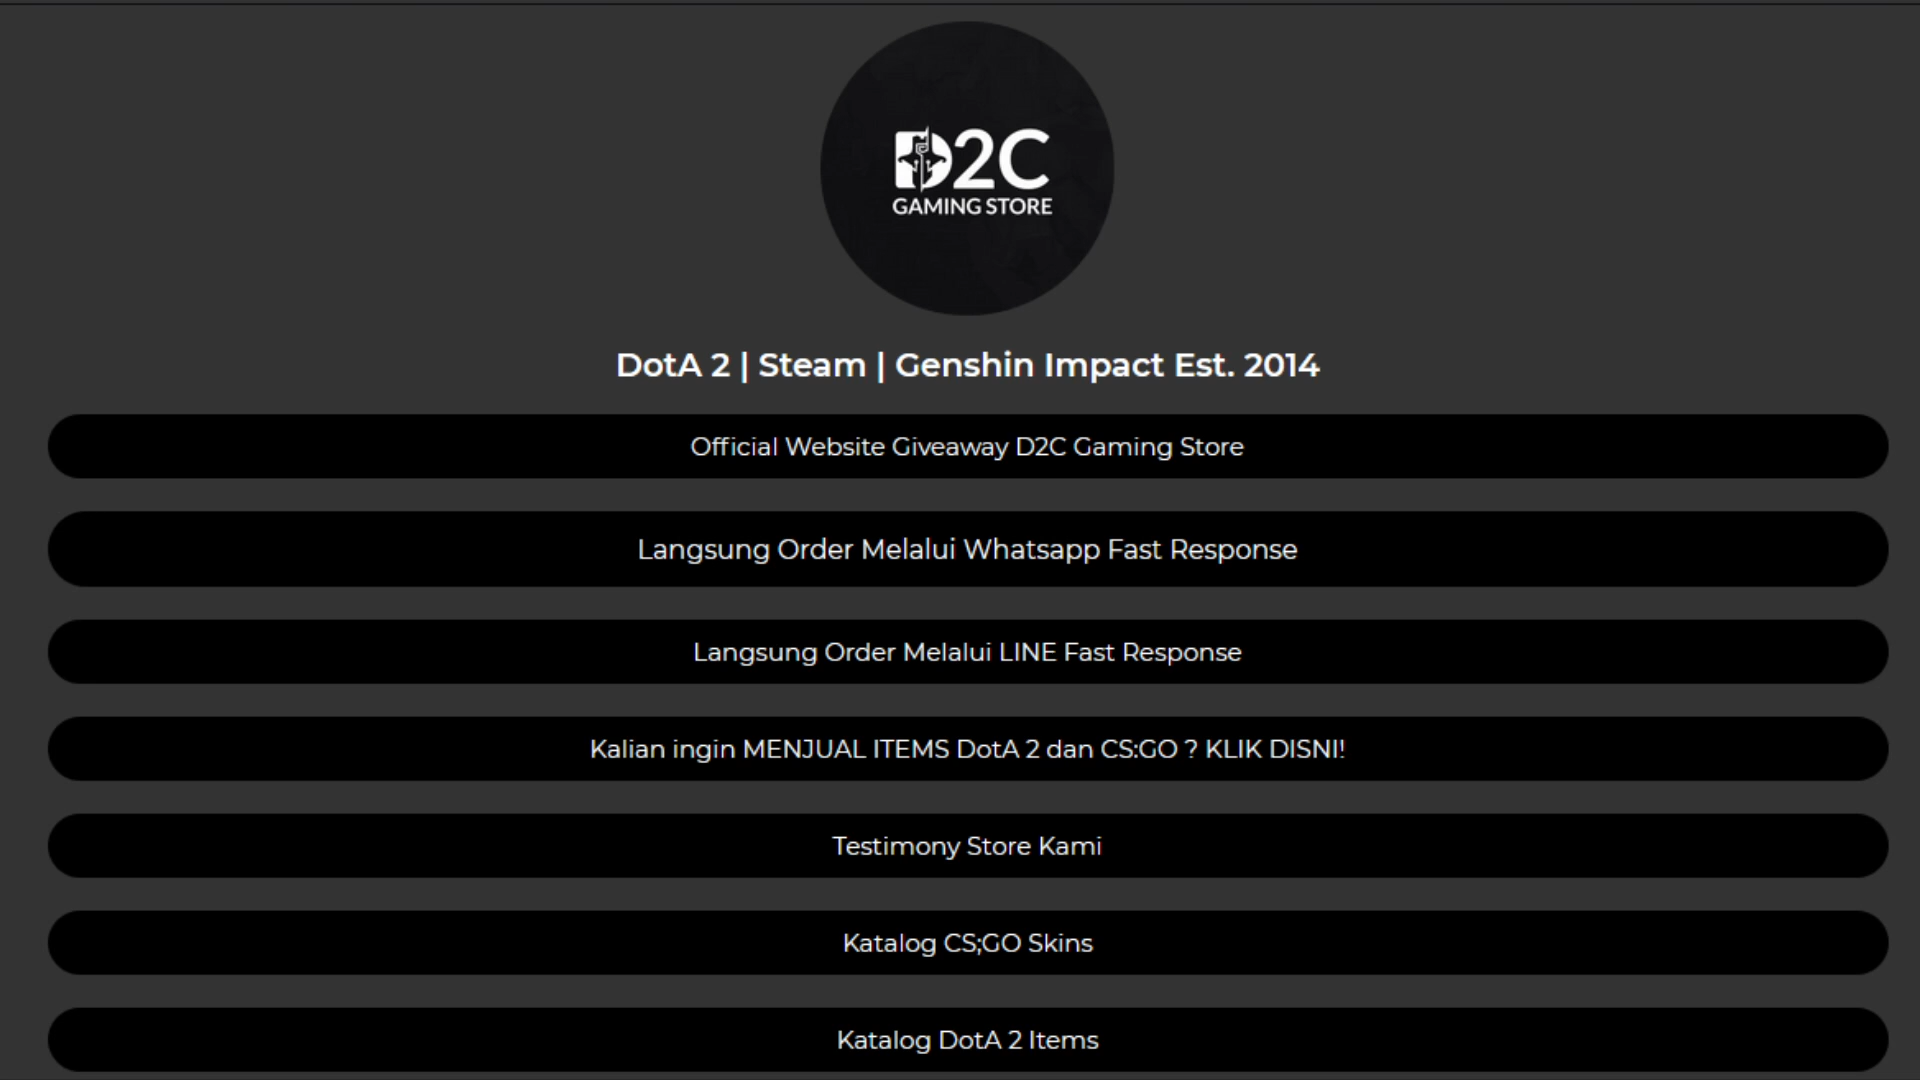 D2C
GAMING STORE
DotA 2 | Steam | Genshin Impact Est. 2014
Official Website Giveaway D2C Gaming Store
Langsung Order Melalui Whatsapp Fast Response
Langsung Order Melalui LINE Fast Response
Kalian ingin MENJUAL ITEMS DotA 2 dan CS:GO ? KLIK DISNI!
Testimony Store Kami
Katalog CS;GO Skins
Katalog DotA 2 Items